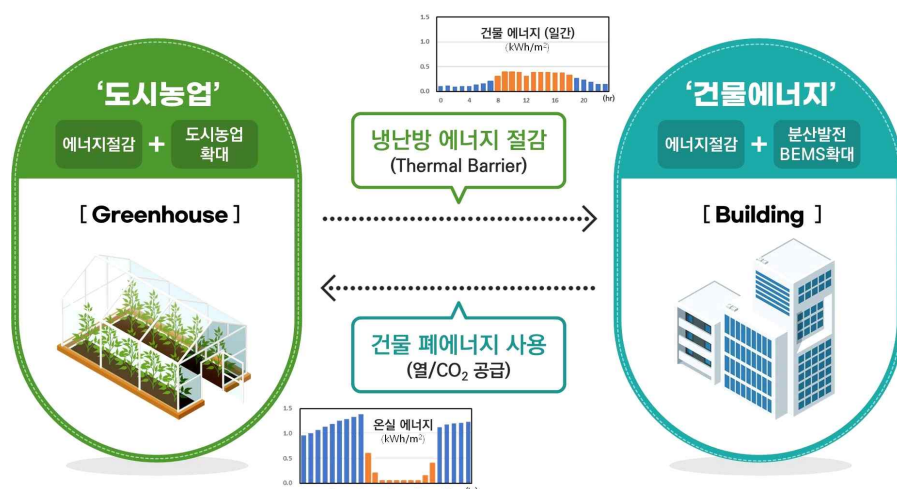 1.5
건물 에너지 (일간)
(kWh/m²)
1.0
0.5
0.0
0 4 8 12 16 20 (hr)
'도시농업'
에너지절감 + 도시농업
확대
[ Greenhouse ]
냉난방 에너지 절감
(Thermal Barrier)
'건물에너지'
에너지절감 + 분산발전
BEMS확대
[ Building ]
건물 폐에너지 사용
(열/CO₂ 공급)
1.5
온실 에너지
(kWh/m²)
1.0
0.5
0.0